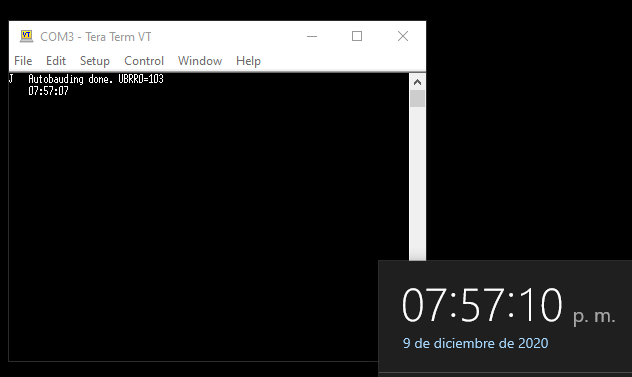 COM3 - Tera Term VT
File Edit Setup Control Window Help
J Autobauding done. UBRR0=103
07:57:07
07:57:10 p. m.
9 de diciembre de 2020